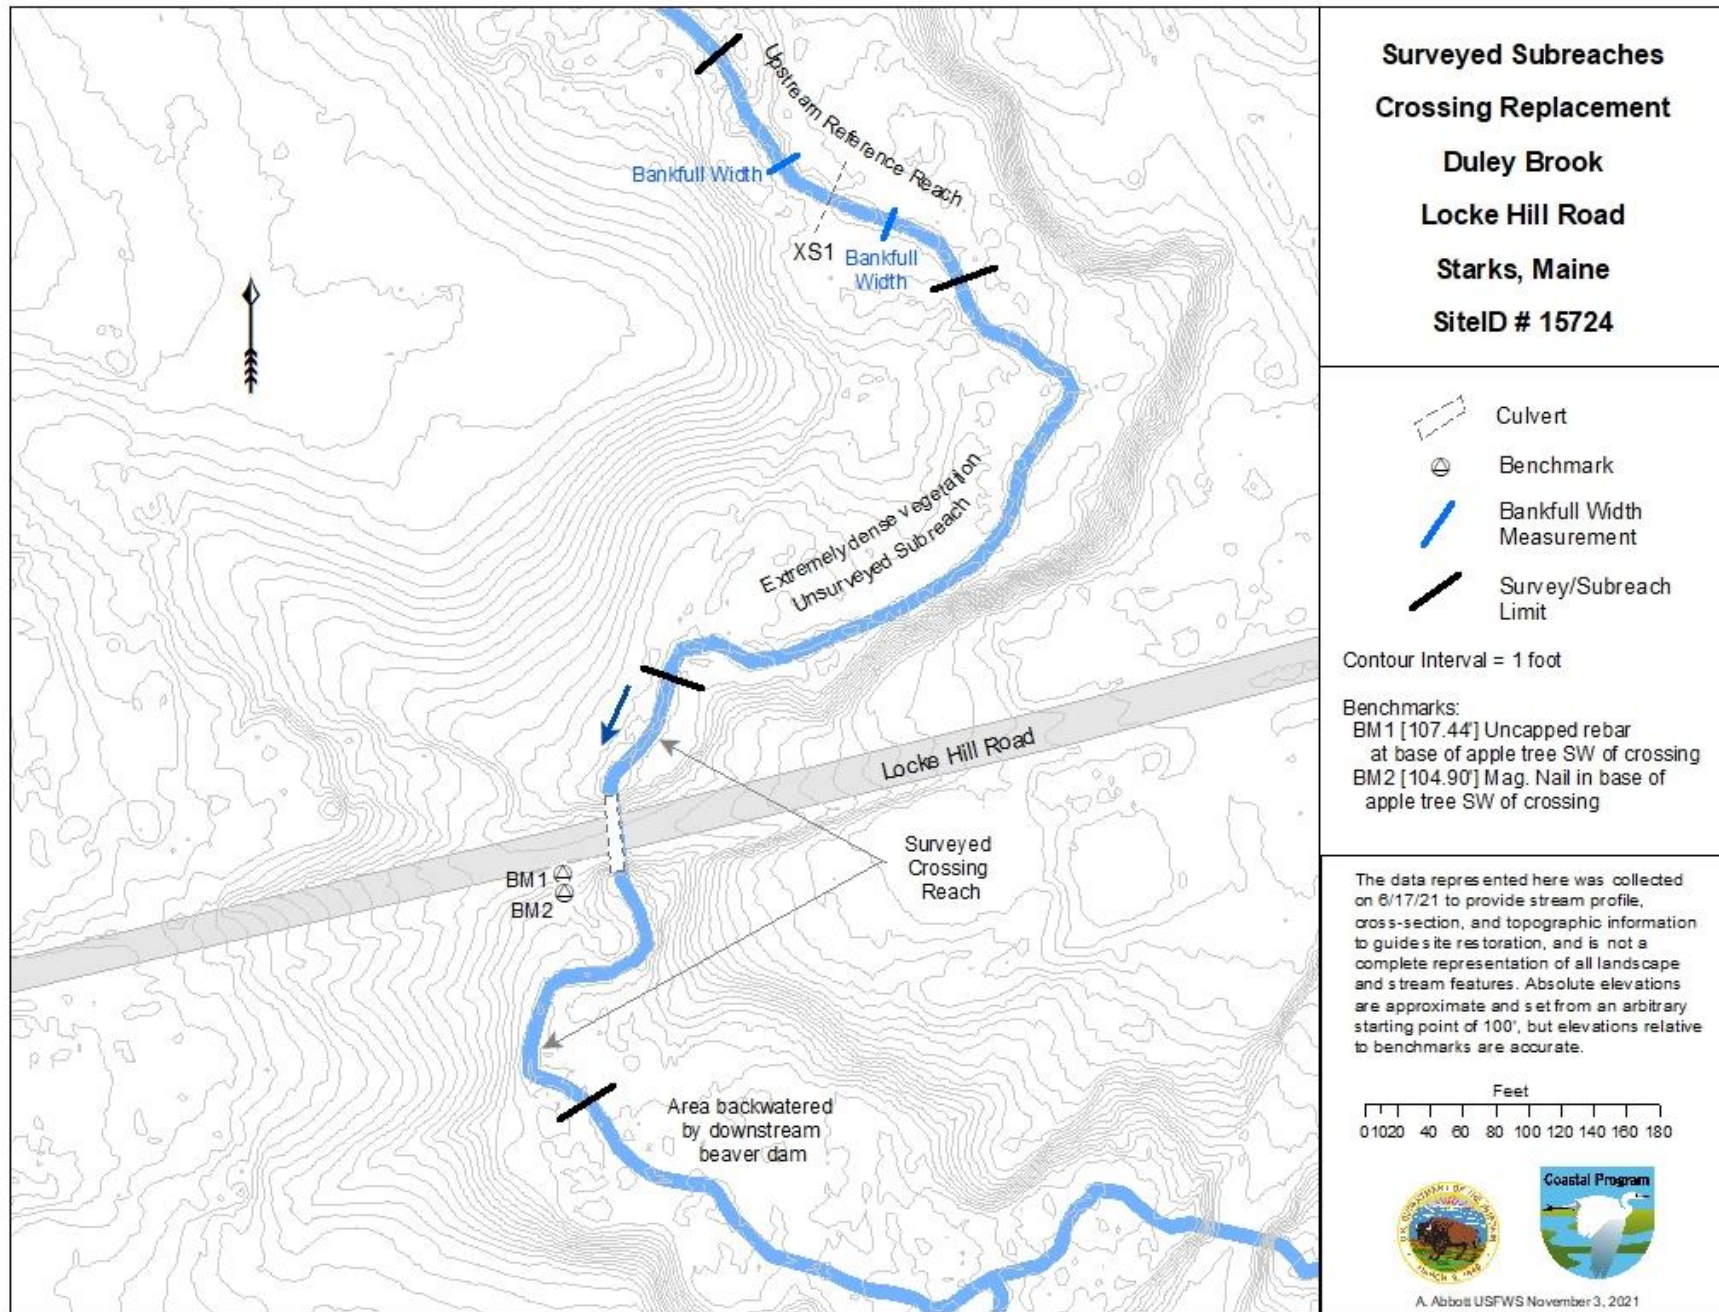 Surveyed Subreaches
Crossing Replacement
Duley Brook
Locke Hill Road
Starks, Maine
SiteID # 15724
Culvert
Benchmark
Bankfull Width
Measurement
Survey/Subreach
Limit
Contour Interval = 1 foot
Benchmarks:
BM1 [107.44'] Uncapped rebar
at base of apple tree SW of crossing
BM2 [104.90'] Mag. Nail in base of
apple tree SW of crossing
The data represented here was collected
on 6/17/21 to provide stream profile,
cross-section, and topographic information
to guide site restoration, and is not a
complete representation of all landscape
and stream features. Absolute elevations
are approximate and set from an arbitrary
starting point of 100', but elevations relative
to benchmarks are accurate.
Feet
0 10 20 40 60 80 100 120 140 160 180
Coastal Program
A. Abbott USFWS November 3, 2021
Upstream Reference Reach
Bankfull Width
XS1
Bankfull
Width
Extremely dense vegetation
Unsurveyed Subreach
Locke Hill Road
Surveyed
Crossing
Reach
BM1
BM2
Area backwatered
by downstream
beaver dam